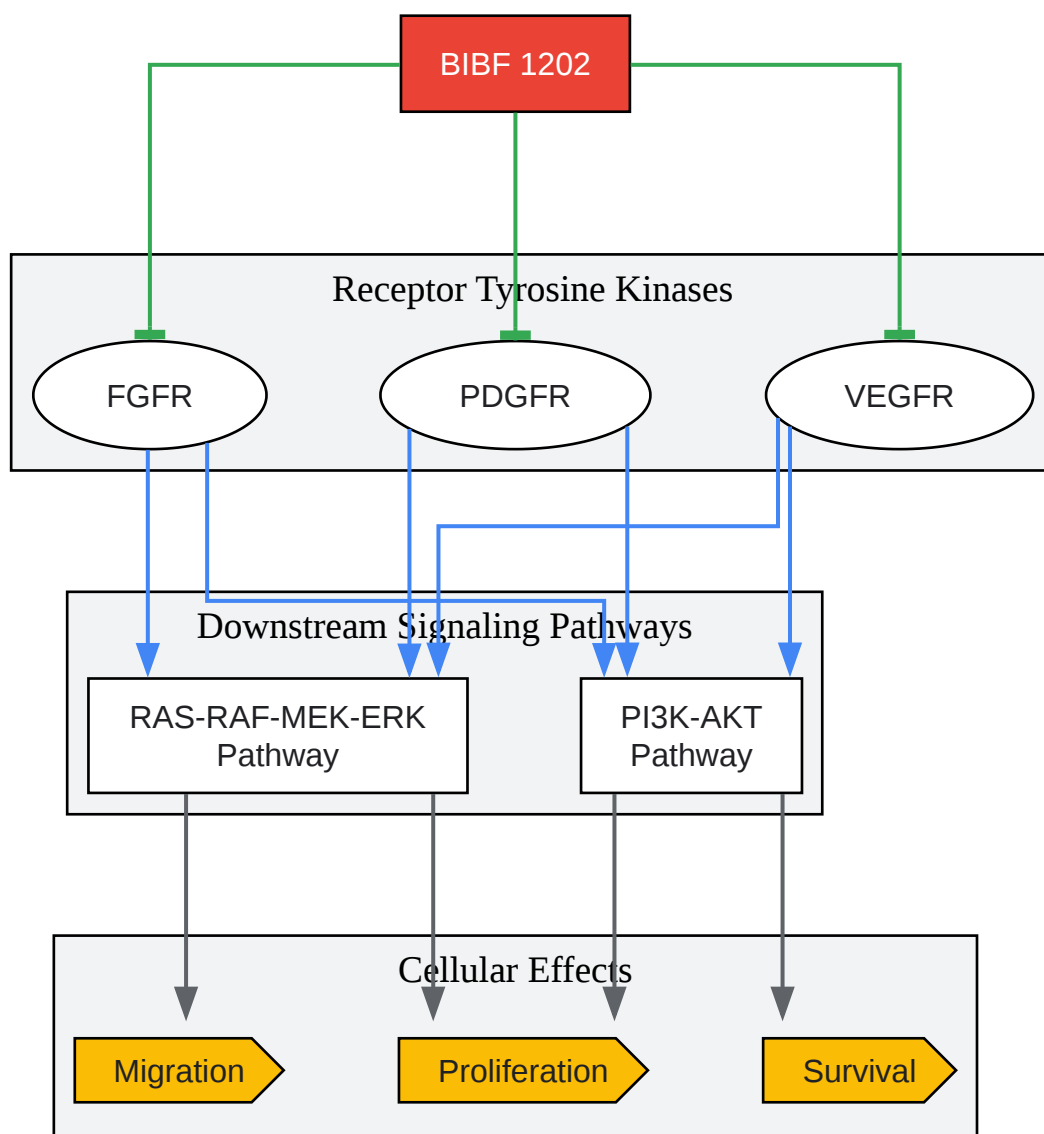 BIBF 1202
Receptor Tyrosine Kinases
FGFR
PDGFR
VEGFR
Downstream Signaling Pathways
RAS-RAF-MEK-ERK
Pathway
PI3K-AKT
Pathway
Cellular Effects
Migration
Proliferation
Survival